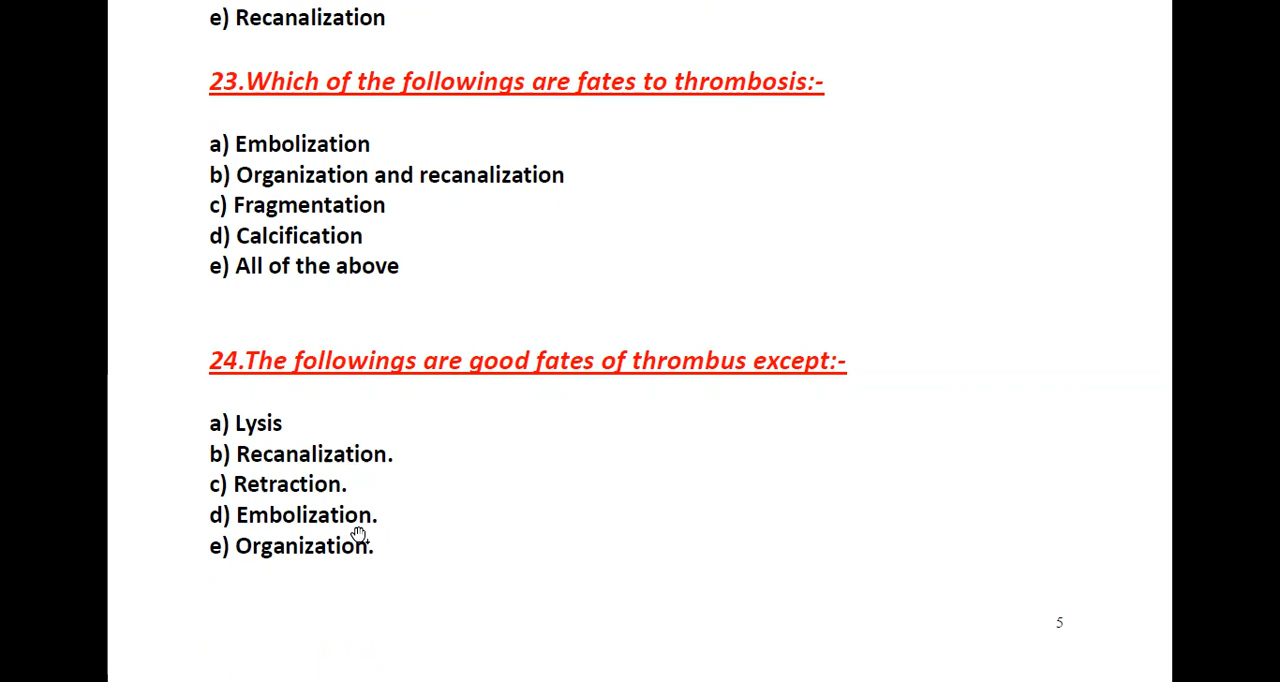 e) Recanalization
23.Which of the followings are fates to thrombosis:-
a) Embolization
b) Organization and recanalization
c) Fragmentation
d) Calcification
e) All of the above
24.The followings are good fates of thrombus except:-
a) Lysis
b) Recanalization.
c) Retraction.
d) Embolization.
e) Organization.
5